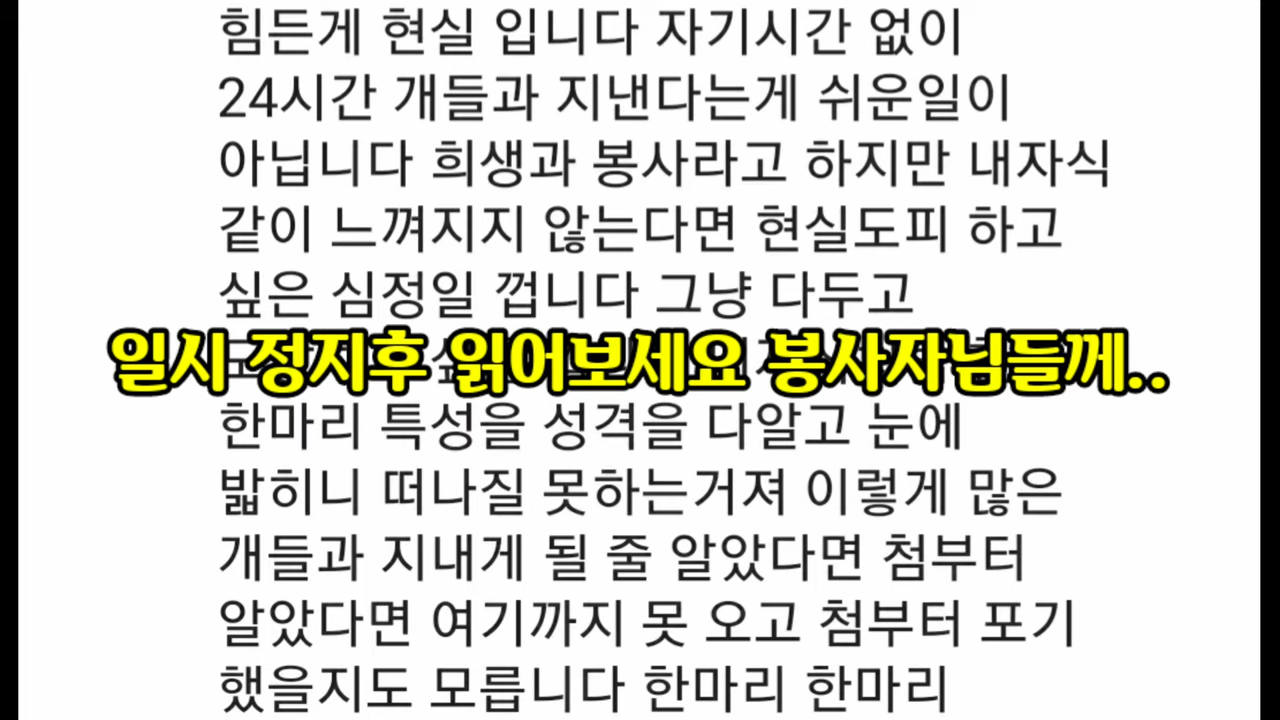 힘든게 현실 입니다 자기시간 없이
24시간 개들과 지낸다는게 쉬운일이
아닙니다 희생과 봉사라고 하지만 내자식
같이 느껴지지 않는다면 현실도피 하고
싶은 심정일 껍니다 그냥 다두고
일시 정지후 읽어보세요 봉사자님들께..
한마리 특성을 성격을 다알고 눈에
밟히니 떠나질 못하는거져 이렇게 많은
개들과 지내게 될 줄 알았다면 첨부터
알았다면 여기까지 못 오고 첨부터 포기
했을지도 모릅니다 한마리 한마리